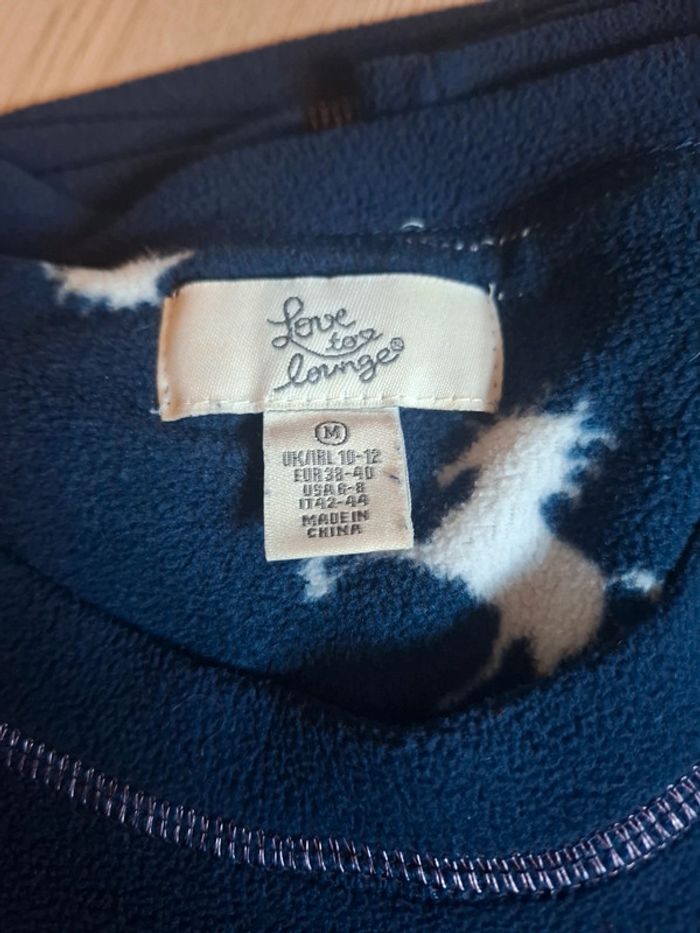 Love
to
lounge®
M
UK/IRL 10-12
EUR 38-40
USA 6-8
IT 42-44
MADE IN
CHINA